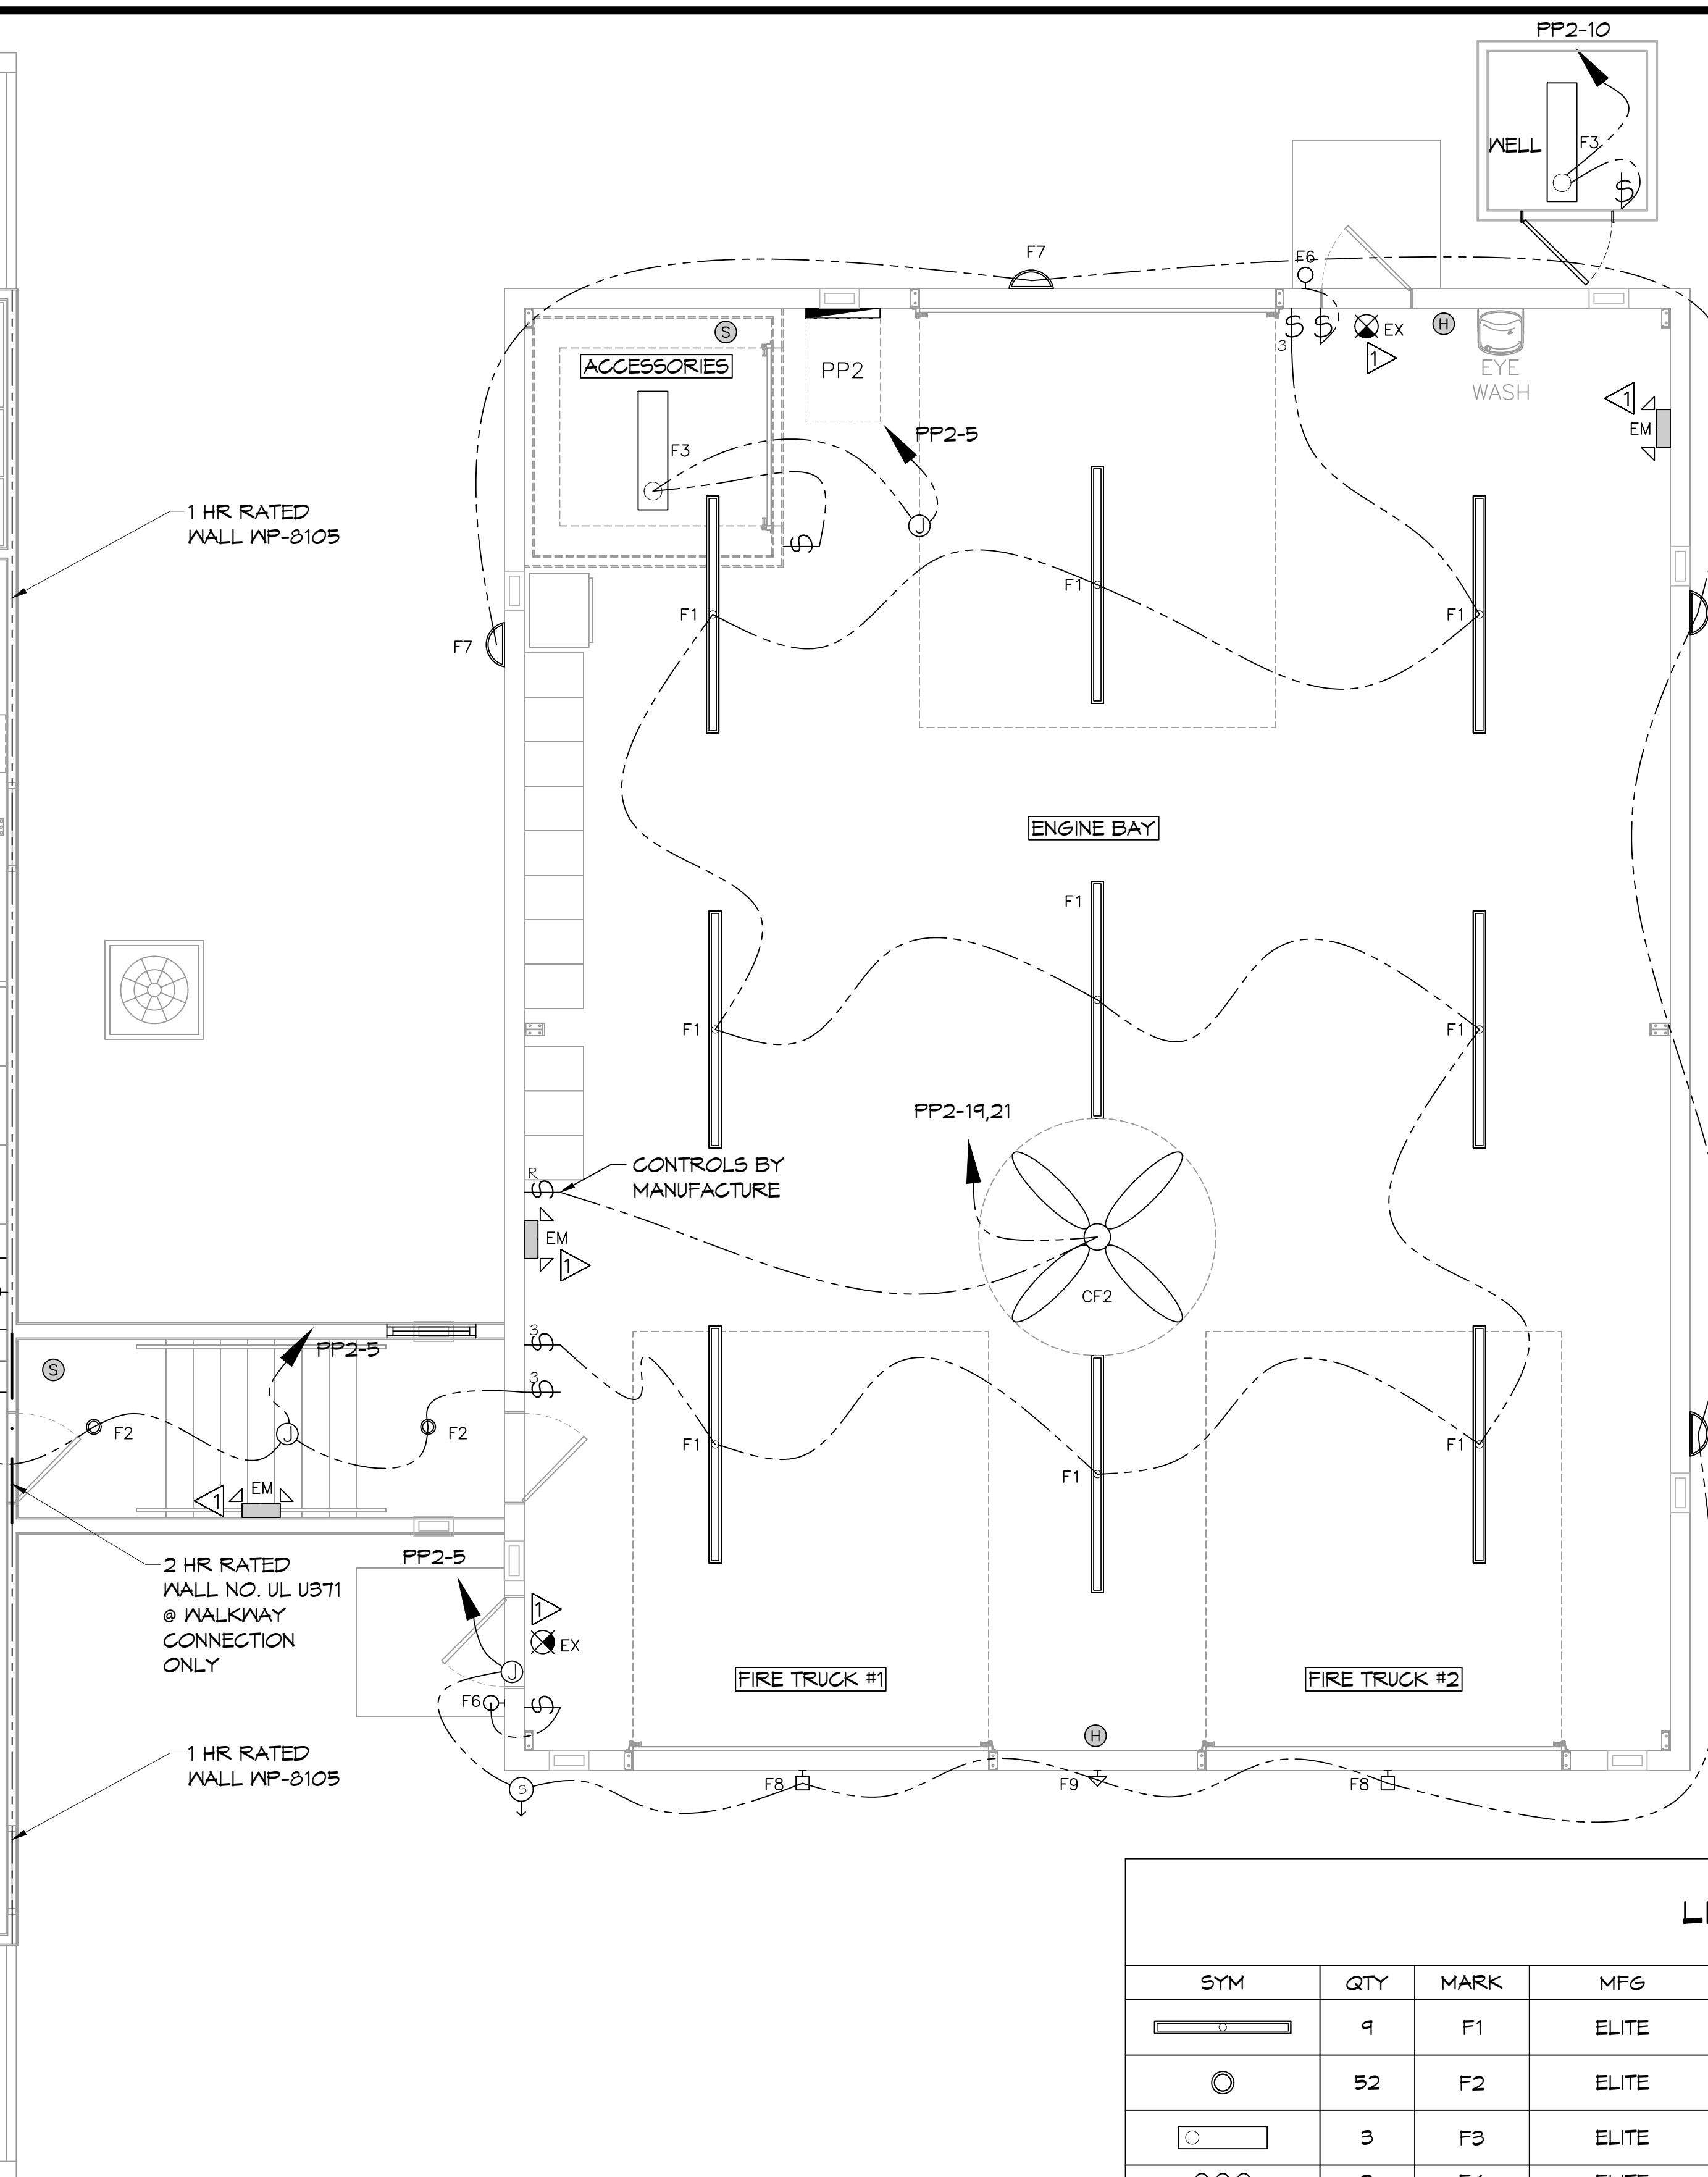 PP2-10
WELL
F3
$
F7
F6
$ $
3
EX
1
H
EYE
WASH
1
EM
S
ACCESSORIES
PP2
F3
PP2-5
J
$
1 HR RATED
WALL WP-8105
F1
F1
F1
F7
ENGINE BAY
F1
F1
F1
PP2-19,21
CONTROLS BY
MANUFACTURE
R
$
EM
1
CF2
3
$
3
$
PP2-5
S
F2
J
F2
EM
1
F1
F1
F1
2 HR RATED
WALL NO. UL U371
@ WALKWAY
CONNECTION
ONLY
PP2-5
1
EX
J
F6
$
FIRE TRUCK #1
FIRE TRUCK #2
H
1 HR RATED
WALL WP-8105
S
F8
F9
F8
SYM QTY MARK MFG
9 F1 ELITE
52 F2 ELITE
3 F3 ELITE